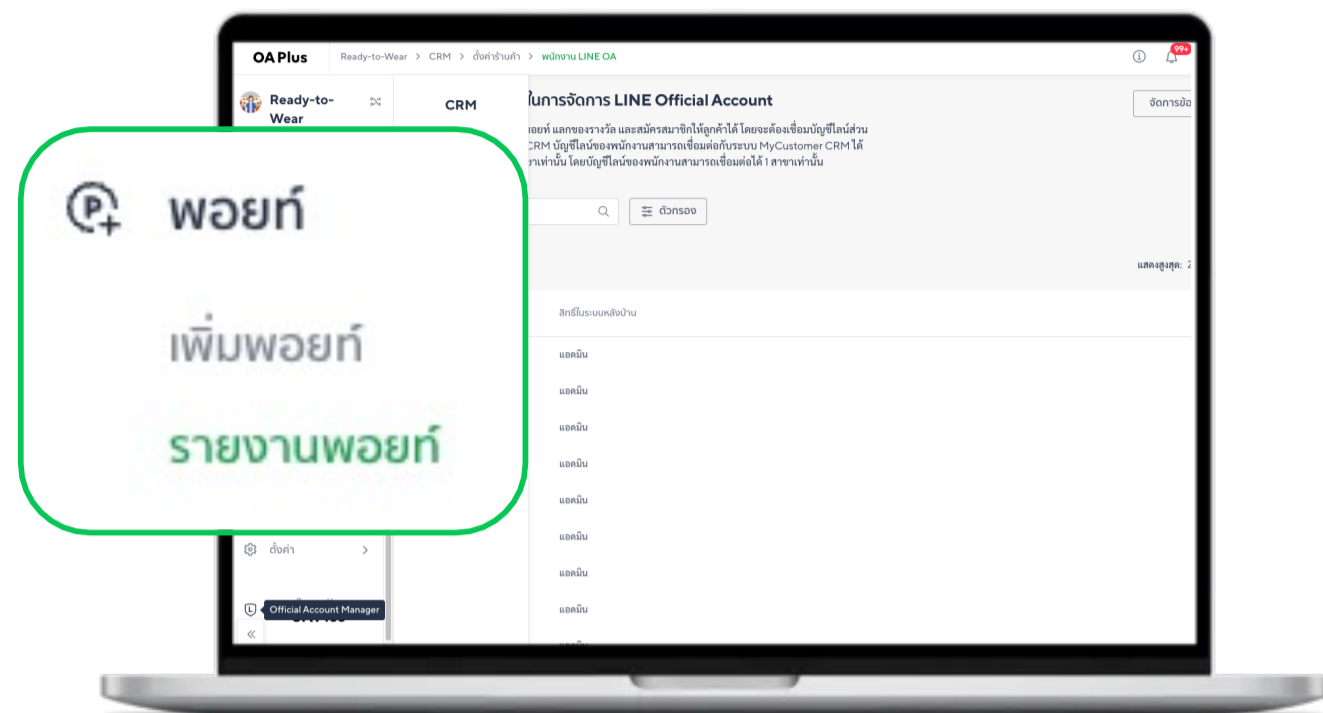 OA Plus
Ready-to-Wear > CRM > ตั้งค่าร้านค้า > พนักงาน LINE OA
99+
Ready-to-
Wear
CRM
ในการจัดการ LINE Official Account
จัดการข้อ
อยท์ แลกของรางวัล และสมัครสมาชิกให้ลูกค้าได้ โดยจะต้องเชื่อมบัญชีไลน์ส่วน
CRM บัญชีไลน์ของพนักงานสามารถเชื่อมต่อกับระบบ MyCustomer CRM ได้
เท่านั้น โดยบัญชีไลน์ของพนักงานสามารถเชื่อมต่อได้ 1 สาขาเท่านั้น
พอยท์
เพิ่มพอยท์
รายงานพอยท์
ตัวกรอง
แสดงสูงสุด: 2
สิทธิ์ในระบบหลังบ้าน
แอดมิน
แอดมิน
แอดมิน
แอดมิน
แอดมิน
แอดมิน
แอดมิน
แอดมิน
ตั้งค่า
Official Account Manager